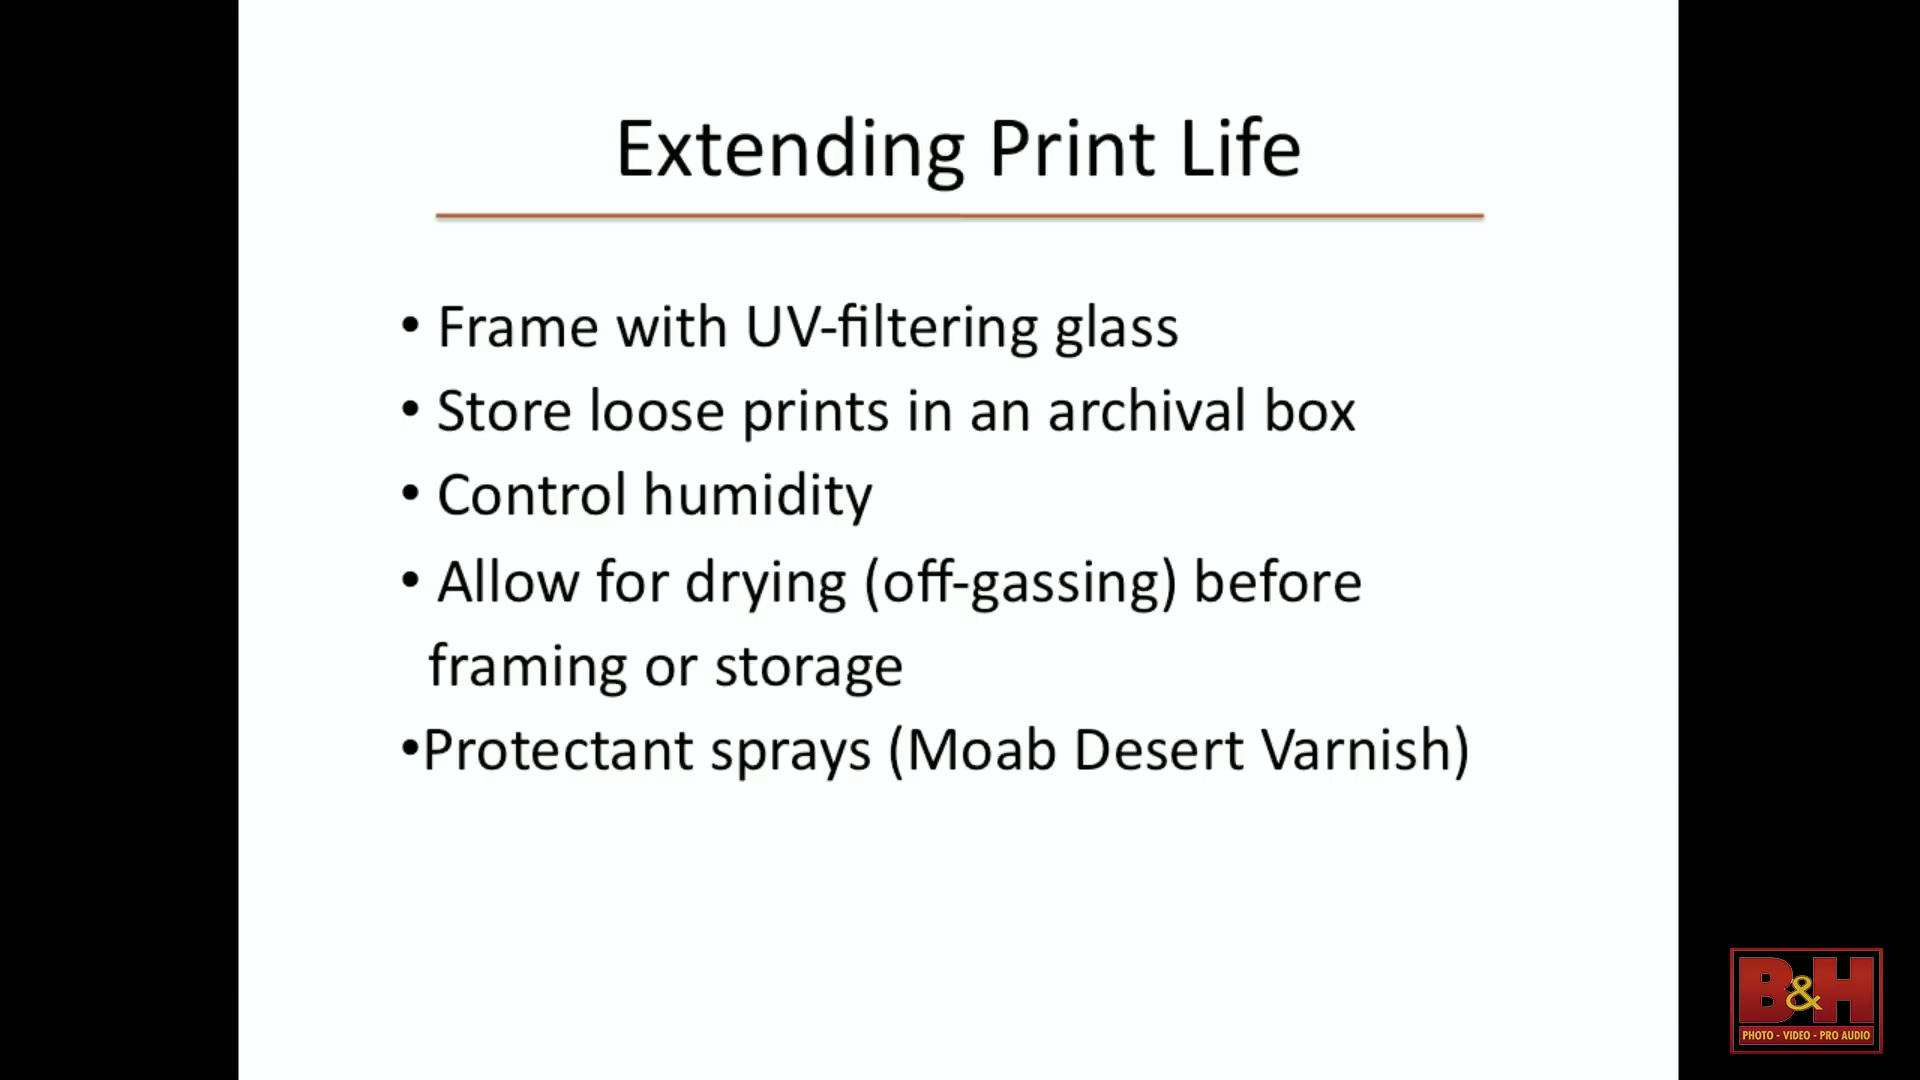 Extending Print Life
• Frame with UV-filtering glass
• Store loose prints in an archival box
• Control humidity
• Allow for drying (off-gassing) before
framing or storage
•Protectant sprays (Moab Desert Varnish)
B&H
PHOTO - VIDEO - PRO AUDIO